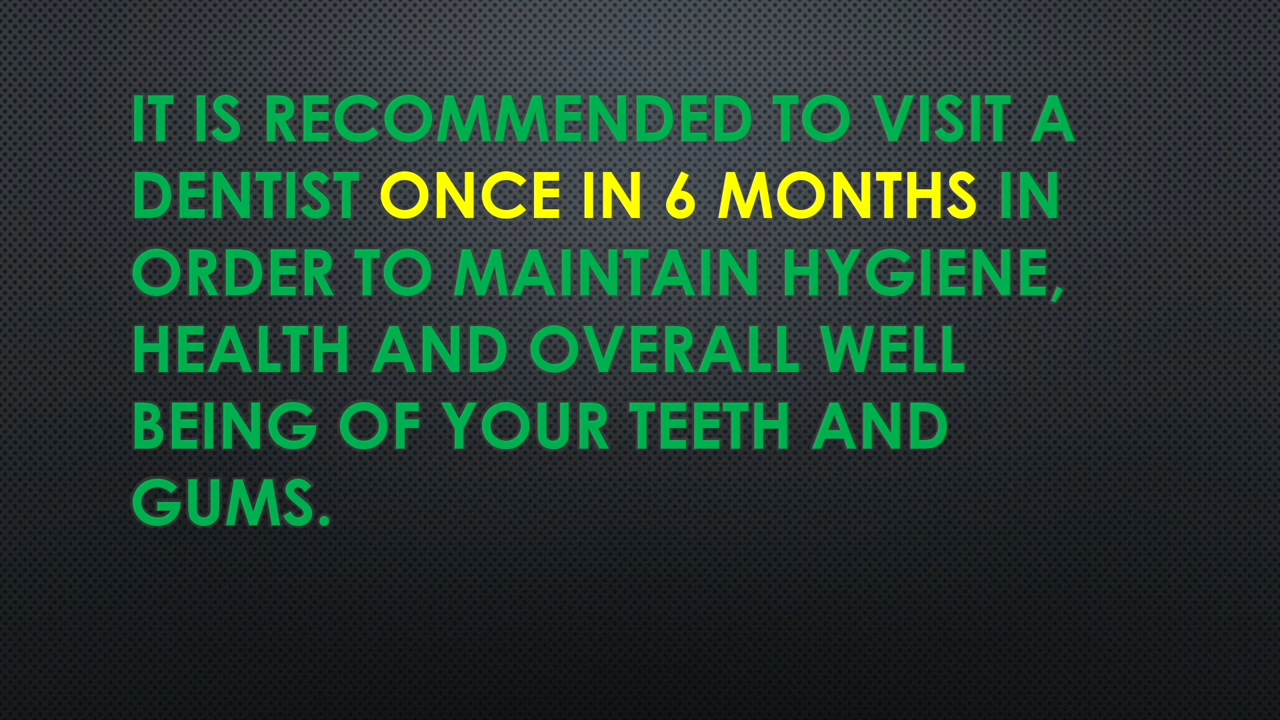 IT IS RECOMMENDED TO VISIT A
DENTIST ONCE IN 6 MONTHS IN
ORDER TO MAINTAIN HYGIENE,
HEALTH AND OVERALL WELL
BEING OF YOUR TEETH AND
GUMS.